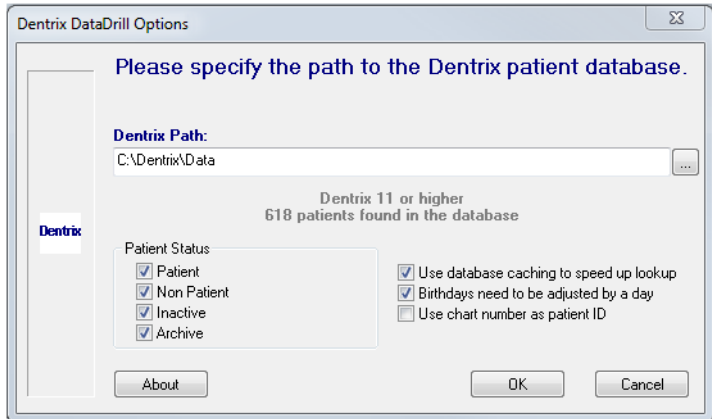 Dentrix DataDrill Options
Please specify the path to the Dentrix patient database.
Dentrix Path:
C:\Dentrix\Data
...
Dentrix 11 or higher
618 patients found in the database
Dentrix
Patient Status
Patient
Non Patient
Inactive
Archive
Use database caching to speed up lookup
Birthdays need to be adjusted by a day
Use chart number as patient ID
About
OK
Cancel